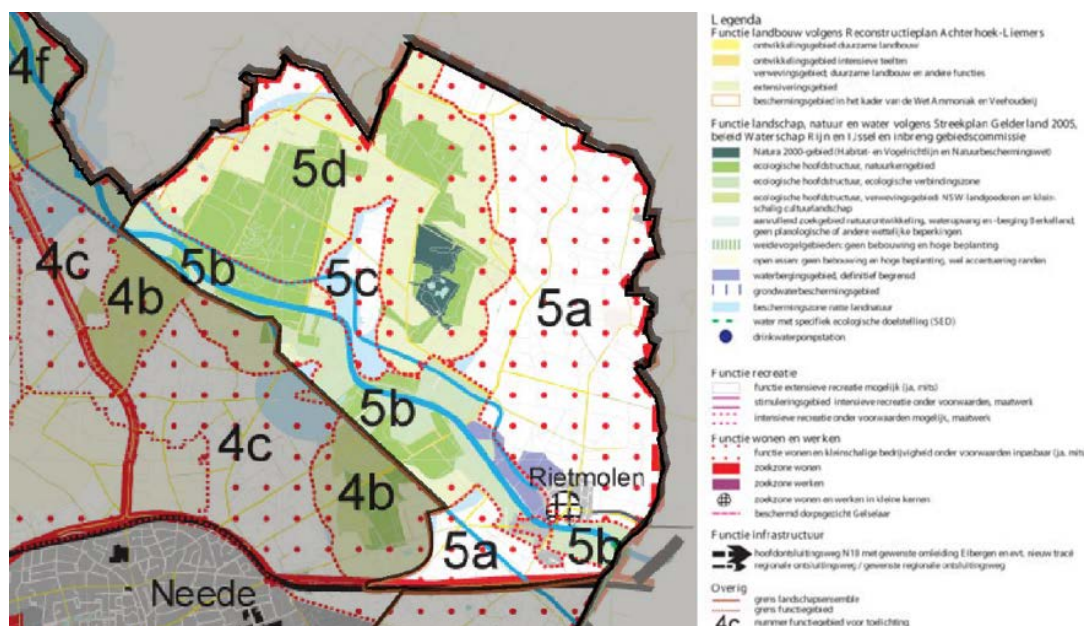 4f
5d
4c
5b
5c
5a
4b
5b
4c
4b
Rietmolen
5a
5b
Neede
Legenda
Functie landbouw volgens Reconstructieplan Achterhoek-Liemers
ontwikkelingsgebied duurzame landbouw
ontwikkelingsgebied intensieve teelten
verwevingsgebied; duurzame landbouw en andere functies
extensiveringsgebied
beschermingsgebied in het kader van de Wet Ammoniak en Veehouderij
Functie landschap, natuur en water volgens Streekplan Gelderland 2005,
beleid Waterschap Rijn en IJssel en inbreng gebiedscommissie
Natura 2000-gebied (Habitat- en Vogelrichtlijn en Natuurbeschermingswet)
ecologische hoofdstructuur, natuurkerngebied
ecologische hoofdstructuur, ecologische verbindingszone
ecologische hoofdstructuur, verwevingsgebied: NSW-landgoederen en klein-
schalig cultuurlandschap
aanvullend zoekgebied natuurontwikkeling, wateropvang en -berging Berkelland,
geen planologische of andere wettelijke beperkingen
weidevogelgebieden: geen bebouwing en hoge beplanting
open essen: geen bebouwing en hoge beplanting, wel accentuering randen
waterbergingsgebied, definitief begrensd
grondwaterbeschermingsgebied
beschermingszone natte landnatuur
water met specifiek ecologische doelstelling (SED)
drinkwaterpompstation
Functie recreatie
functie extensieve recreatie mogelijk (ja, mits)
stimuleringsgebied intensieve recreatie onder voorwaarden, maatwerk
intensieve recreatie onder voorwaarden mogelijk, maatwerk
Functie wonen en werken
functie wonen en kleinschalige bedrijvigheid onder voorwaarden inpasbaar (ja, mits
zoekzone wonen
zoekzone werken
zoekzone wonen en werken in kleine kernen
beschermd dorpsgezicht Gelselaar
Functie infrastructuur
hoofdontsluitingsweg N18 met gewenste omleiding Eibergen en evt. nieuw tracé
regionale ontsluitingsweg / gewenste regionale ontsluitingsweg
Overig
grens landschapsensemble
grens functiegebied
4c nummer functiegebied voor toelichting